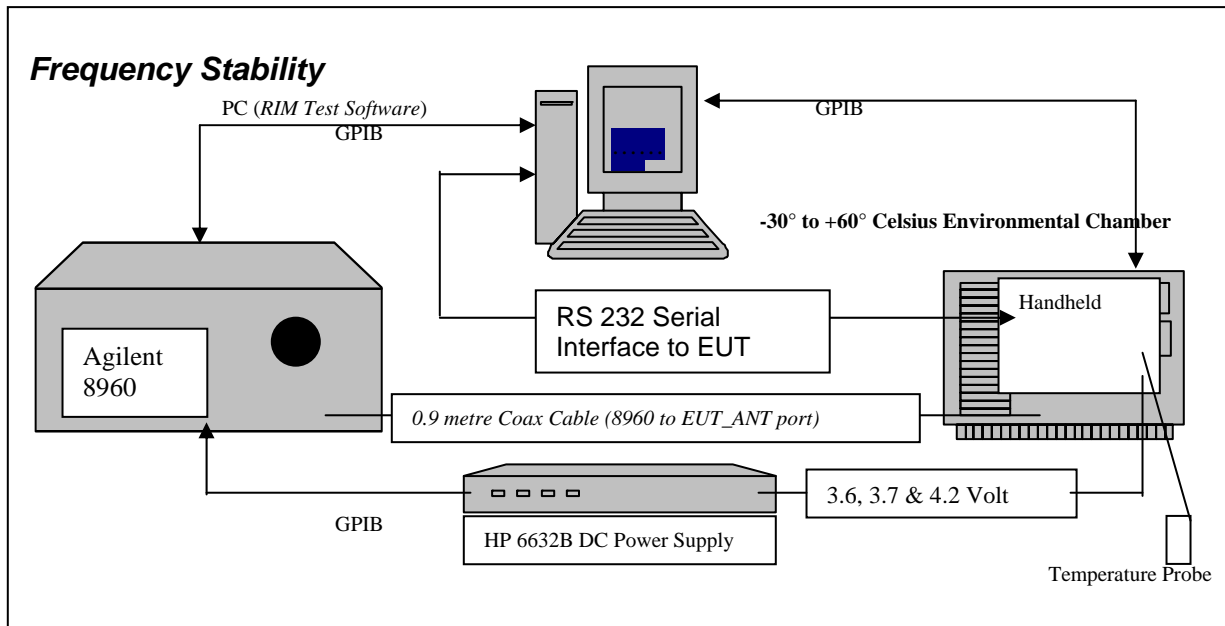 Frequency Stability
PC (RIM Test Software)
GPIB
GPIB
-30° to +60° Celsius Environmental Chamber
Handheld
RS 232 Serial
Interface to EUT
Agilent
8960
0.9 metre Coax Cable (8960 to EUT_ANT port)
3.6, 3.7 & 4.2 Volt
GPIB
HP 6632B DC Power Supply
Temperature Probe